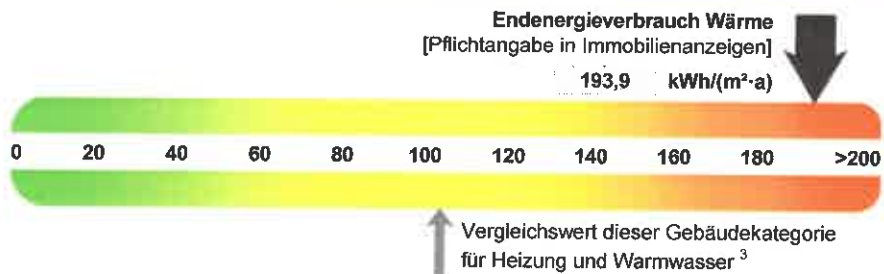 Endenergieverbrauch Wärme
[Pflichtangabe in Immobilienanzeigen]
193,9 kWh/(m²·a)
0 20 40 60 80 100 120 140 160 180 >200
Vergleichswert dieser Gebäudekategorie
für Heizung und Warmwasser ³